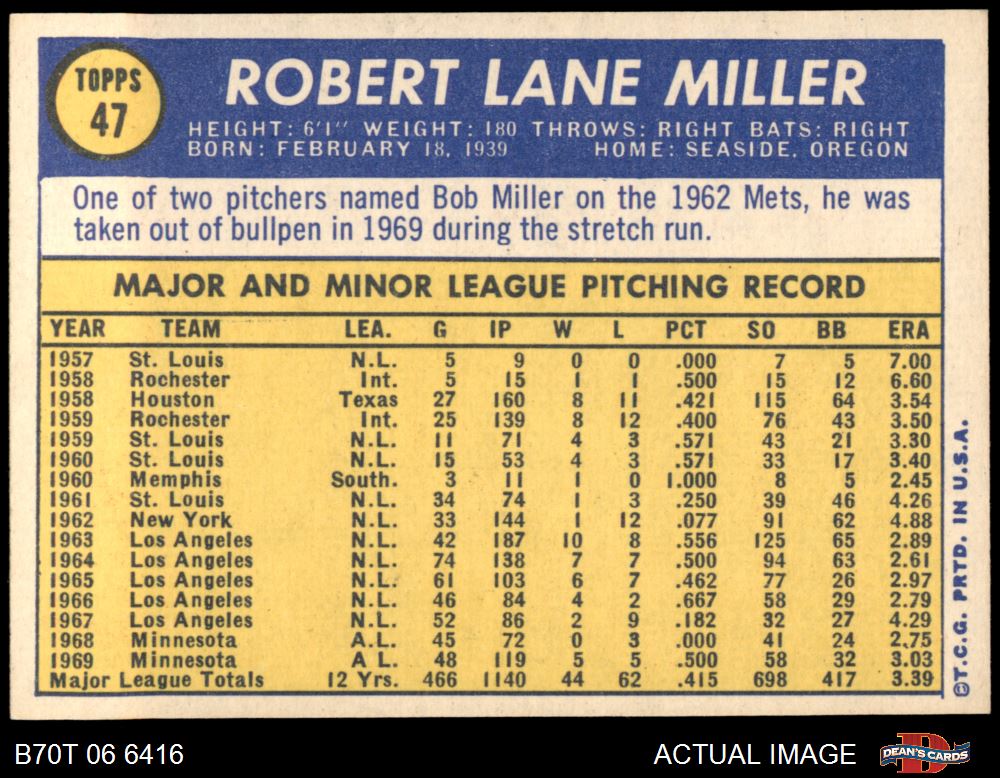 TOPPS
47
ROBERT LANE MILLER
HEIGHT: 6'1" WEIGHT: 180 THROWS: RIGHT BATS: RIGHT
BORN: FEBRUARY 18, 1939 HOME: SEASIDE, OREGON
One of two pitchers named Bob Miller on the 1962 Mets, he was
taken out of bullpen in 1969 during the stretch run.
MAJOR AND MINOR LEAGUE PITCHING RECORD
YEAR TEAM LEA. G IP W L PCT SO BB ERA
1957 St. Louis N.L. 5 9 0 0 .000 7 5 7.00
1958 Rochester Int. 5 15 1 1 .500 15 12 6.60
1958 Houston Texas 27 160 8 11 .421 115 64 3.54
1959 Rochester Int. 25 139 8 12 .400 76 43 3.50
1959 St. Louis N.L. 11 71 4 3 .571 43 21 3.30
1960 St. Louis N.L. 15 53 4 3 .571 33 17 3.40
1960 Memphis South. 3 11 1 0 1.000 8 5 2.45
1961 St. Louis N.L. 34 74 1 3 .250 39 46 4.26
1962 New York N.L. 33 144 1 12 .077 91 62 4.88
1963 Los Angeles N.L. 42 187 10 8 .556 125 65 2.89
1964 Los Angeles N.L. 74 138 7 7 .500 94 63 2.61
1965 Los Angeles N.L. 61 103 6 7 .462 77 26 2.97
1966 Los Angeles N.L. 46 84 4 2 .667 58 29 2.79
1967 Los Angeles N.L. 52 86 2 9 .182 32 27 4.29
1968 Minnesota A.L. 45 72 0 3 .000 41 24 2.75
1969 Minnesota A L. 48 119 5 5 .500 58 32 3.03
Major League Totals 12 Yrs. 466 1140 44 62 .415 698 417 3.39
©T.C.G. PRTD. IN U.S.A.
B70T 06 6416 ACTUAL IMAGE
D
DEAN'S CARDS